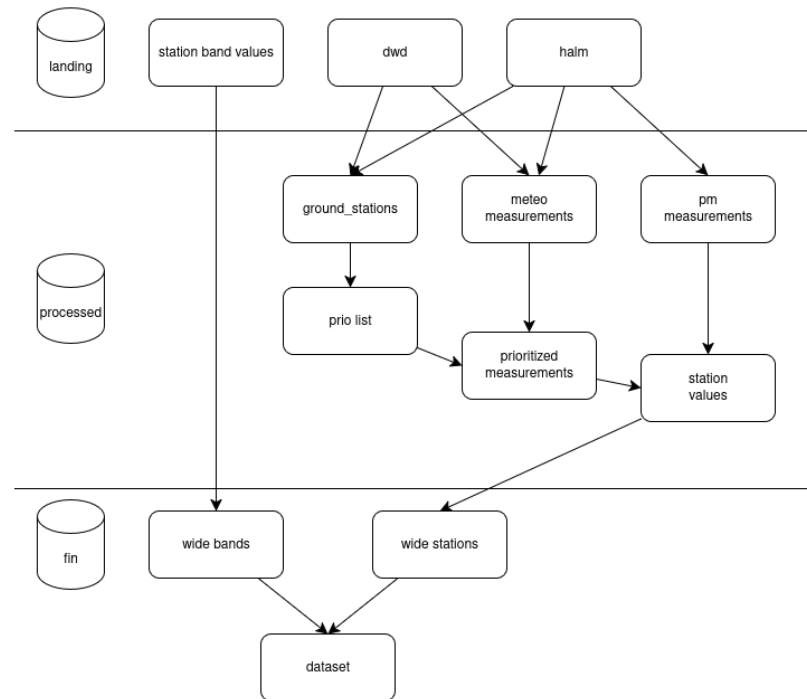 landing
station band values
dwd
halm
processed
ground_stations
meteo
measurements
pm
measurements
prio list
prioritized
measurements
station
values
fin
wide bands
wide stations
dataset